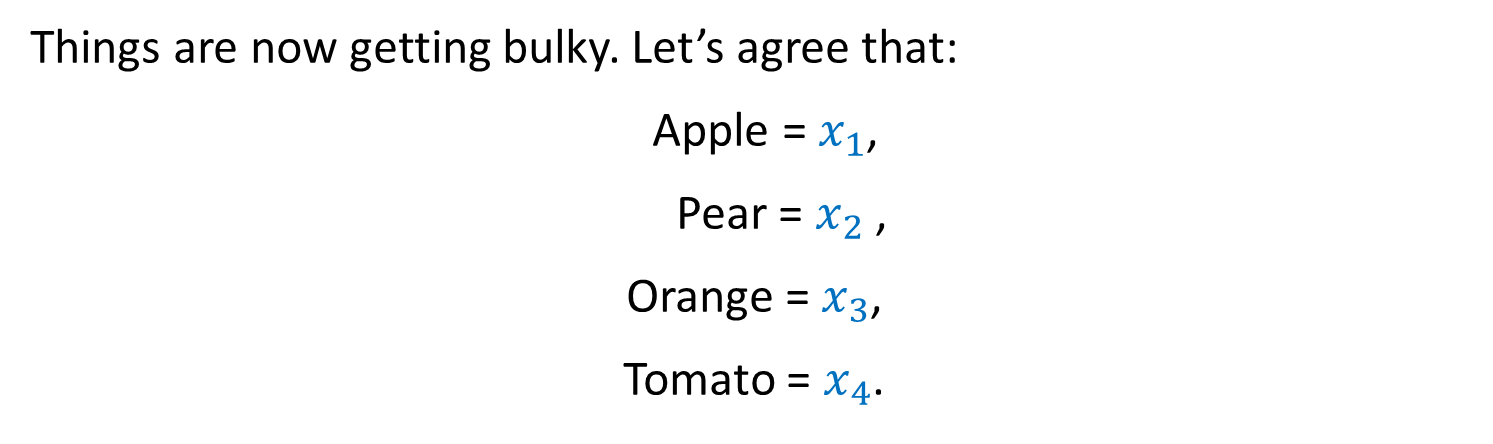 Things are now getting bulky. Let’s agree that:
Apple = x₁,
Pear = x₂ ,
Orange = x₃,
Tomato = x₄.